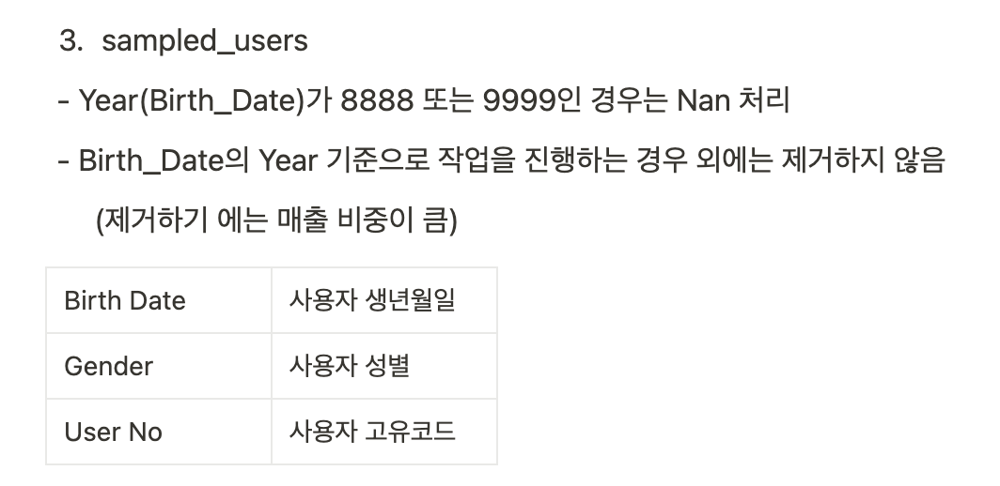 3. sampled_users
- Year(Birth_Date)가 8888 또는 9999인 경우는 Nan 처리
- Birth_Date의 Year 기준으로 작업을 진행하는 경우 외에는 제거하지 않음
(제거하기 에는 매출 비중이 큼)
Birth Date 사용자 생년월일
Gender 사용자 성별
User No 사용자 고유코드